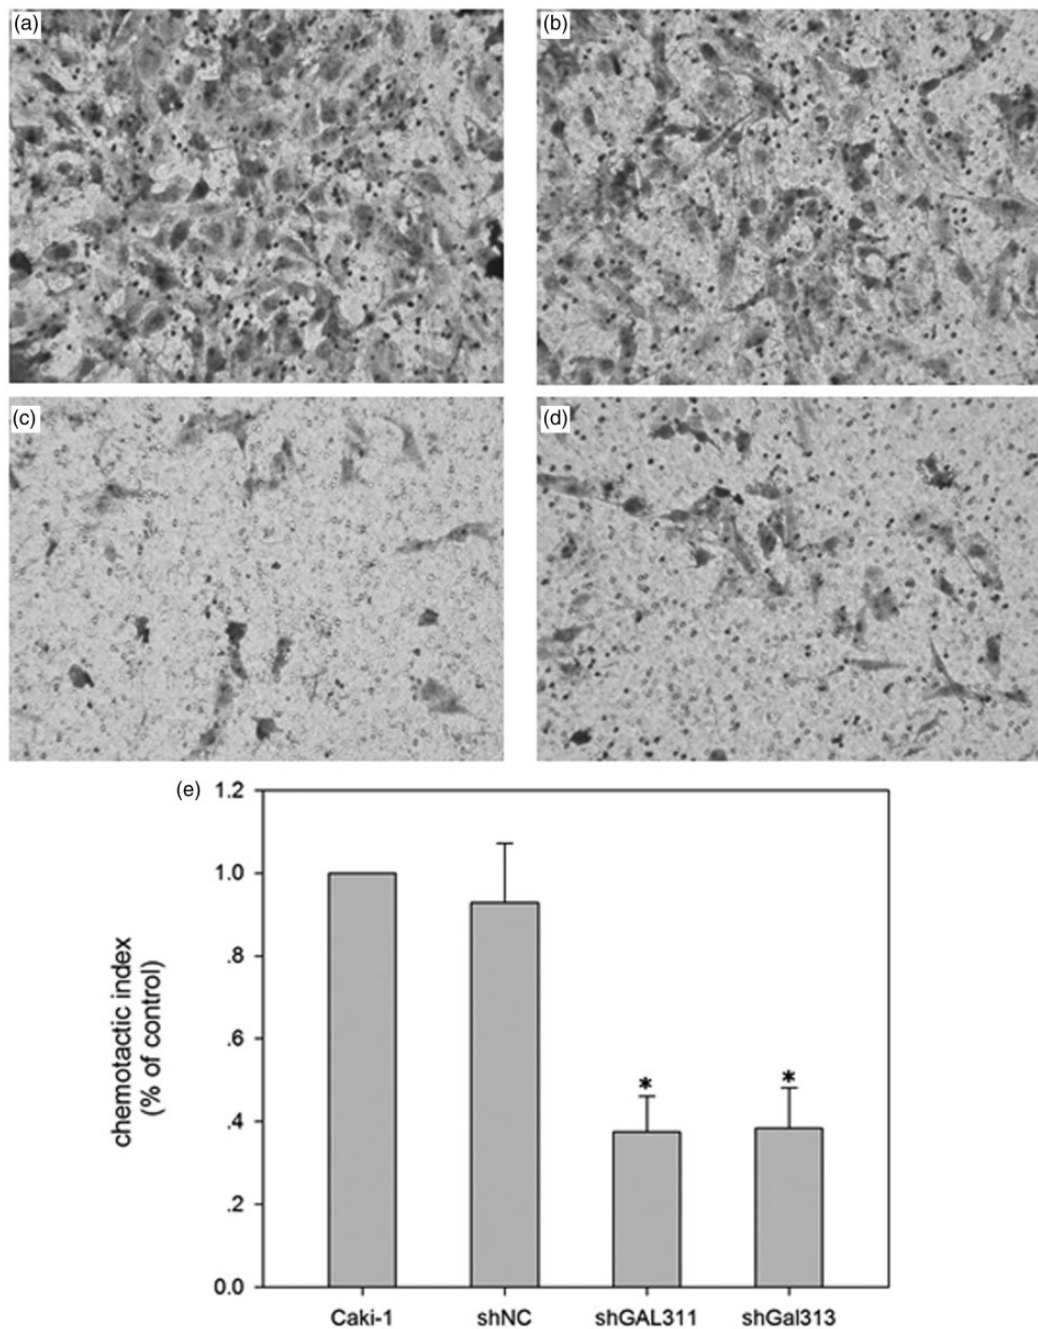 (a)
(b)
(c)
(d)
(e)
1.2
1.0
.8
.6
.4
.2
0.0
chemotactic index
(% of control)
*
*
Caki-1
shNC
shGAL311
shGal313